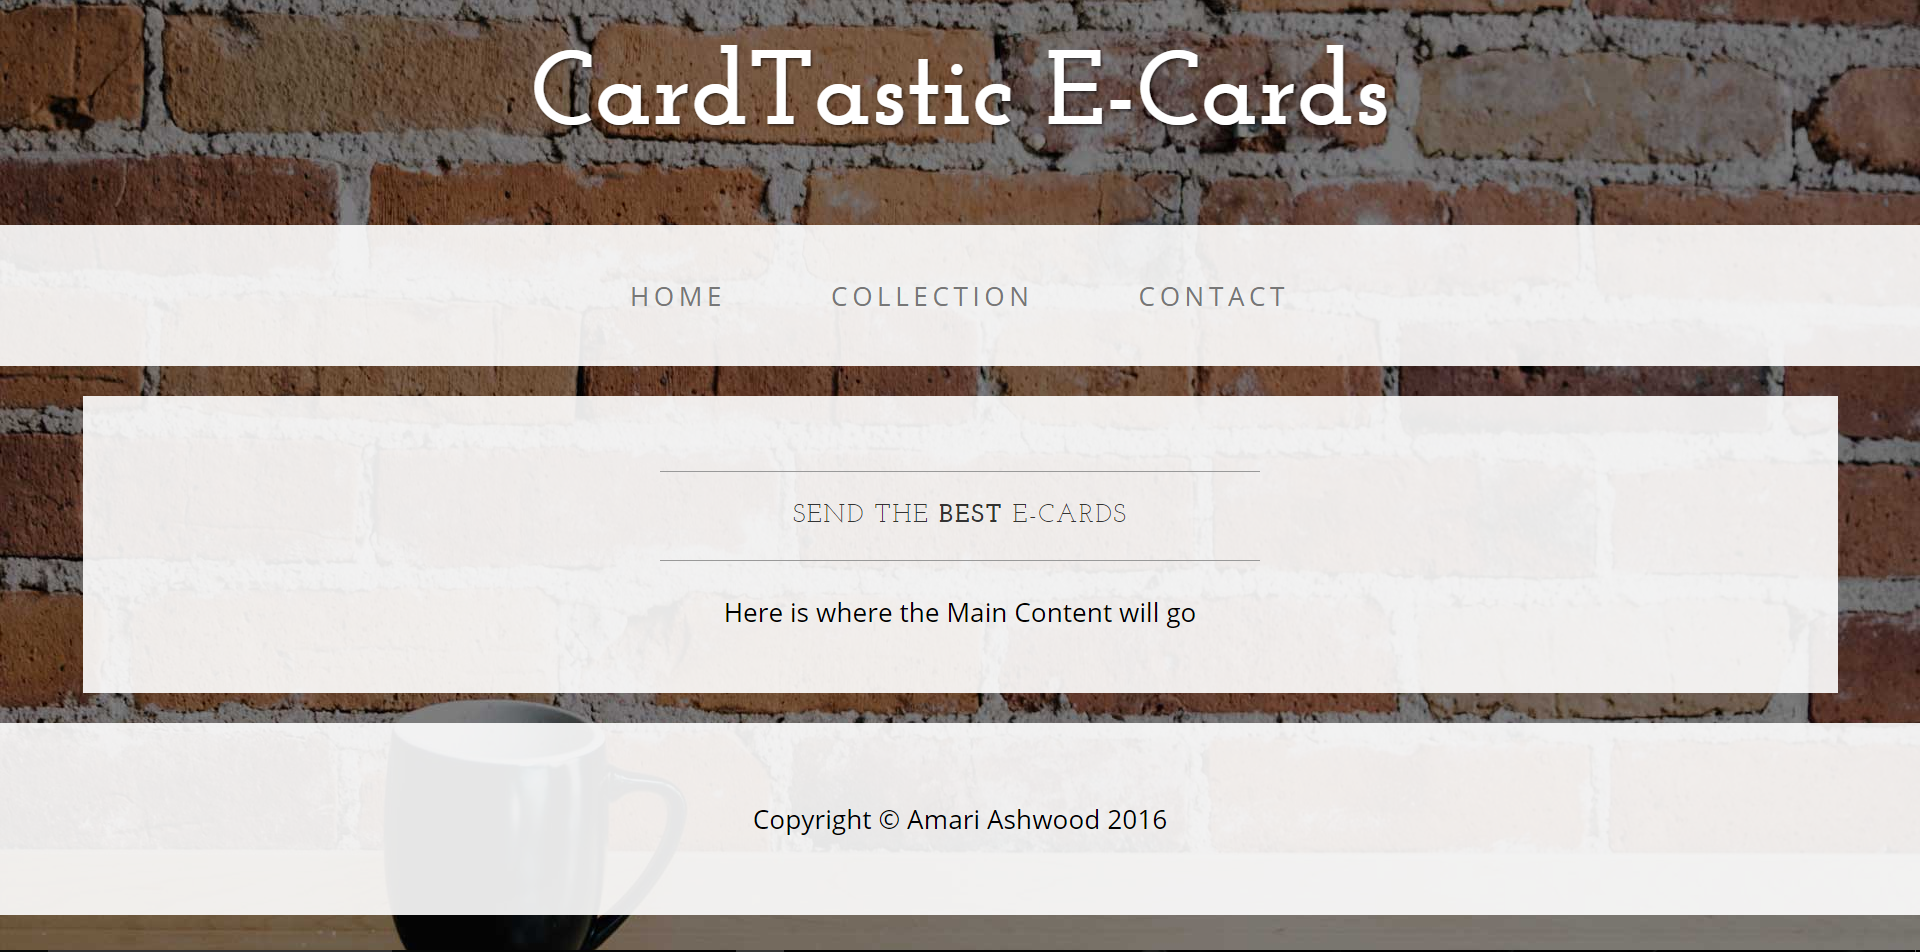 CardTastic E-Cards
HOME COLLECTION CONTACT
SEND THE BEST E-CARDS
Here is where the Main Content will go
Copyright © Amari Ashwood 2016